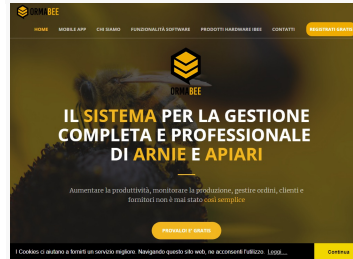 ORMABEE
HOME MOBILE APP CHI SIAMO FUNZIONALITÀ SOFTWARE PRODOTTI HARDWARE IBEE CONTATTI REGISTRATI GRATIS
ORMABEE
IL SISTEMA PER LA GESTIONE
COMPLETA E PROFESSIONALE
DI ARNIE E APIARI
Aumentare la produttività, monitorare la produzione, gestire ordini, clienti e
fornitori non è mai stato così semplice
PROVALO! E' GRATIS
I Cookies ci aiutano a fornirti un servizio migliore. Navigando questo sito web, ne acconsenti l'utilizzo. Leggi... Continua